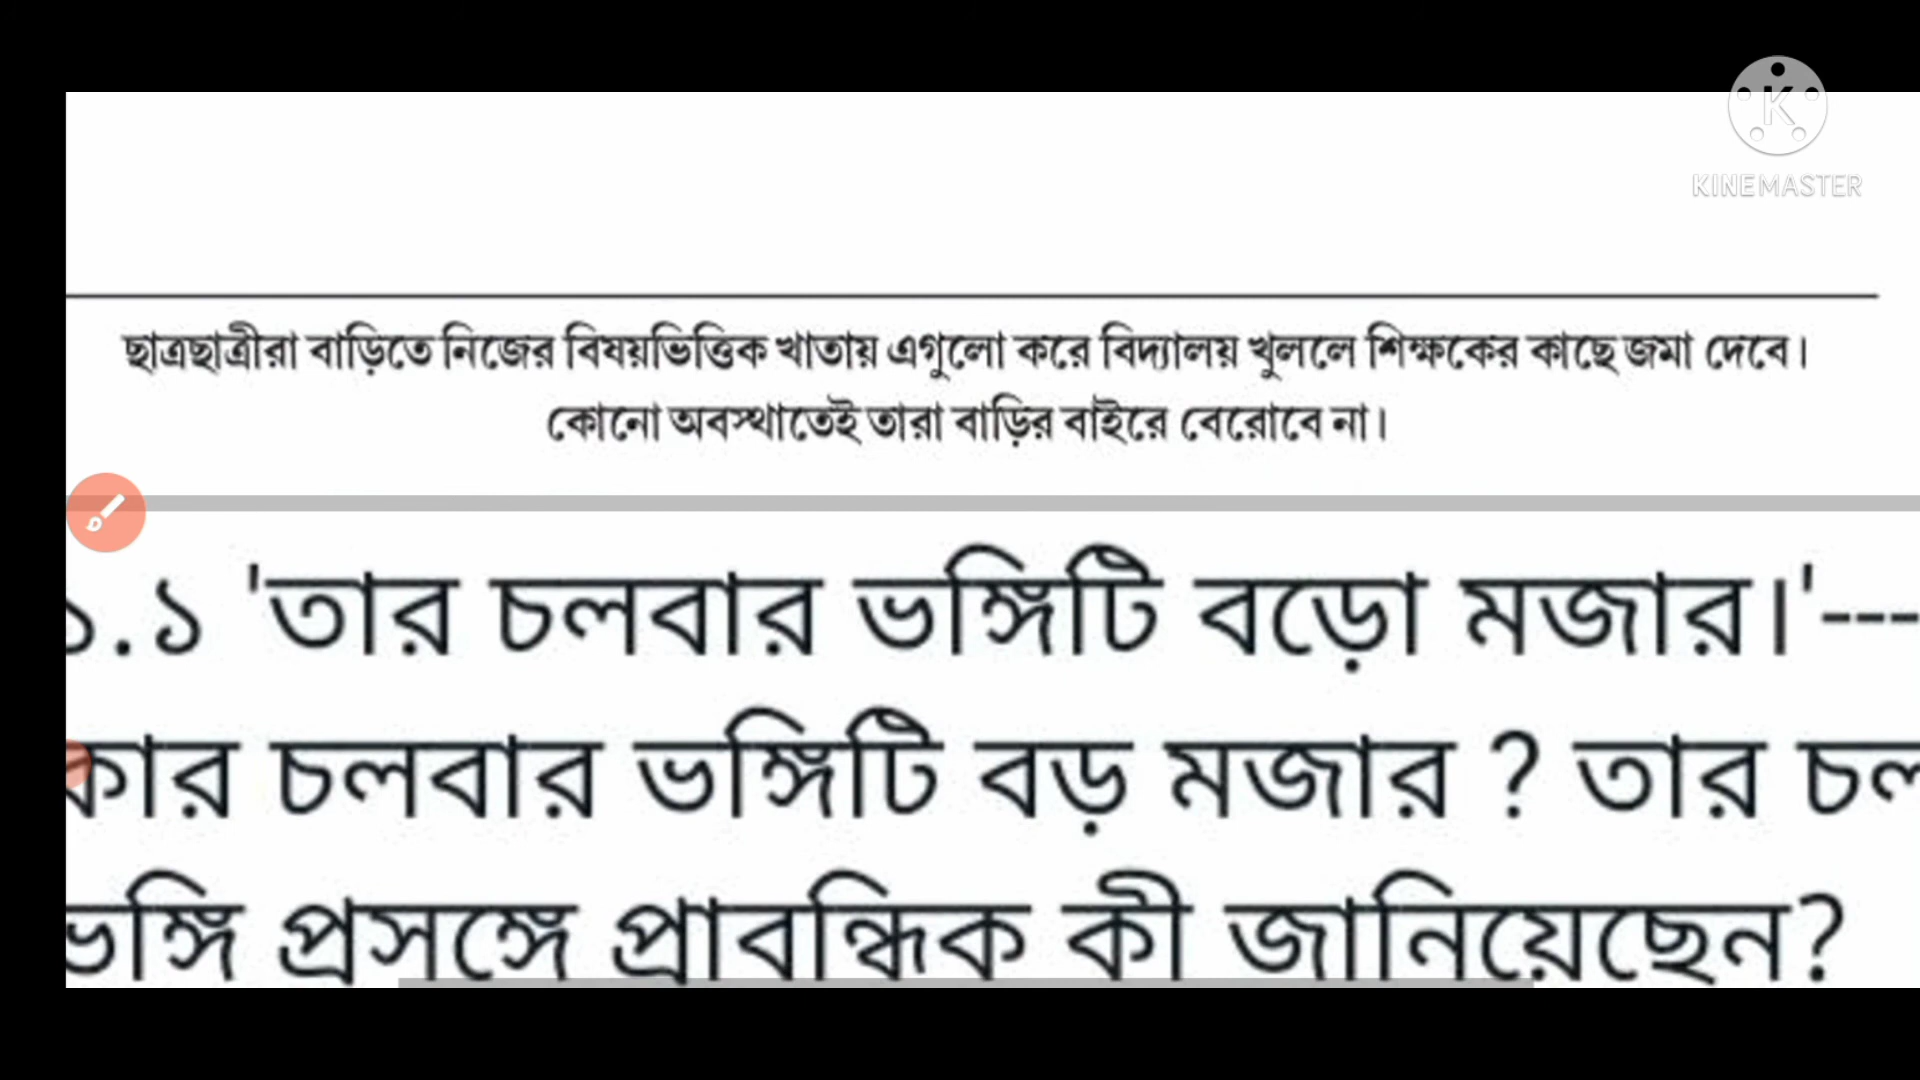 KINEMASTER
ছাত্রছাত্রীরা বাড়িতে নিজের বিষয়ভিত্তিক খাতায় এগুলো করে বিদ্যালয় খুললে শিক্ষকের কাছে জমা দেবে।
কোনো অবস্থাতেই তারা বাড়ির বাইরে বেরোবে না।
১.১ 'তার চলবার ভঙ্গিটি বড়ো মজার।'---
কার চলবার ভঙ্গিটি বড় মজার ? তার চল
ভঙ্গি প্রসঙ্গে প্রাবন্ধিক কী জানিয়েছেন?